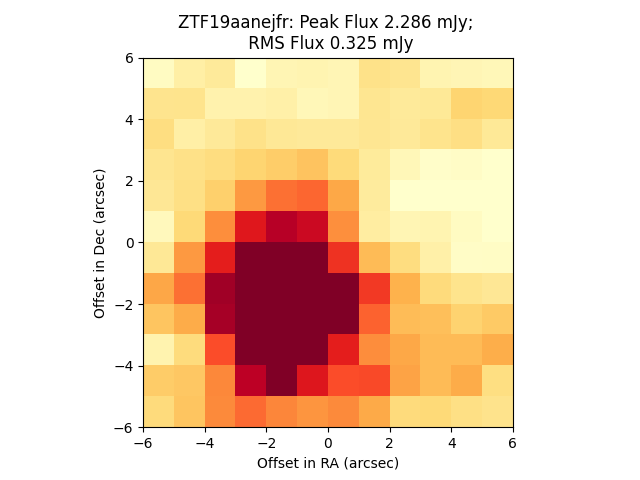 ZTF19aanejfr: Peak Flux 2.286 mJy;
RMS Flux 0.325 mJy
6
4
2
0
−2
−4
−6
Offset in Dec (arcsec)
−6 −4 −2 0 2 4 6
Offset in RA (arcsec)